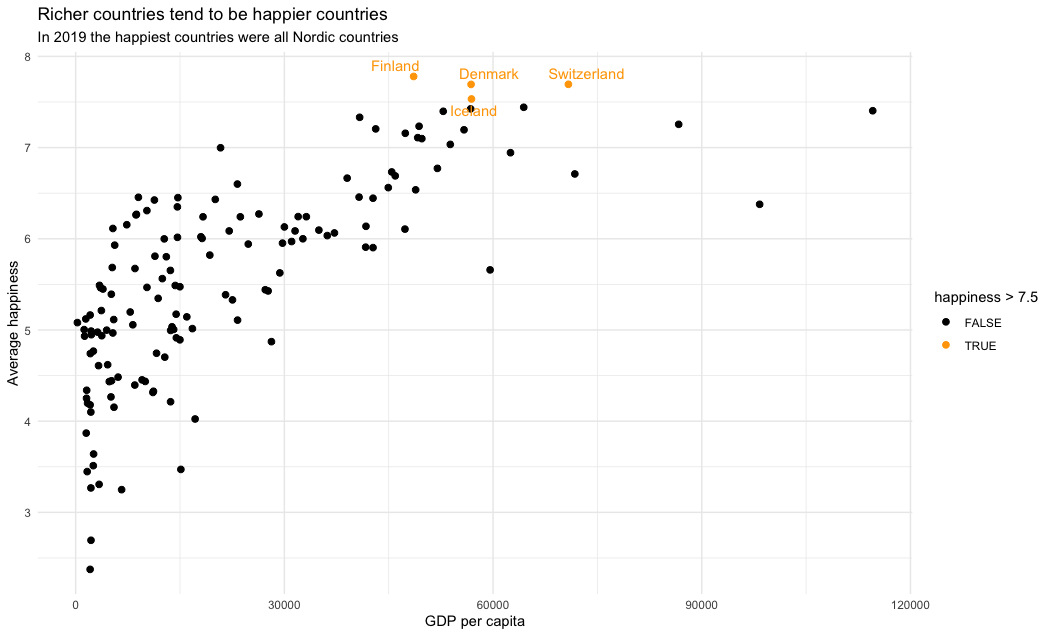 Richer countries tend to be happier countries
In 2019 the happiest countries were all Nordic countries
8
7
6
5
4
3
Average happiness
Finland
Denmark
Switzerland
Iceland
0
30000
60000
90000
120000
GDP per capita
happiness > 7.5
FALSE
TRUE